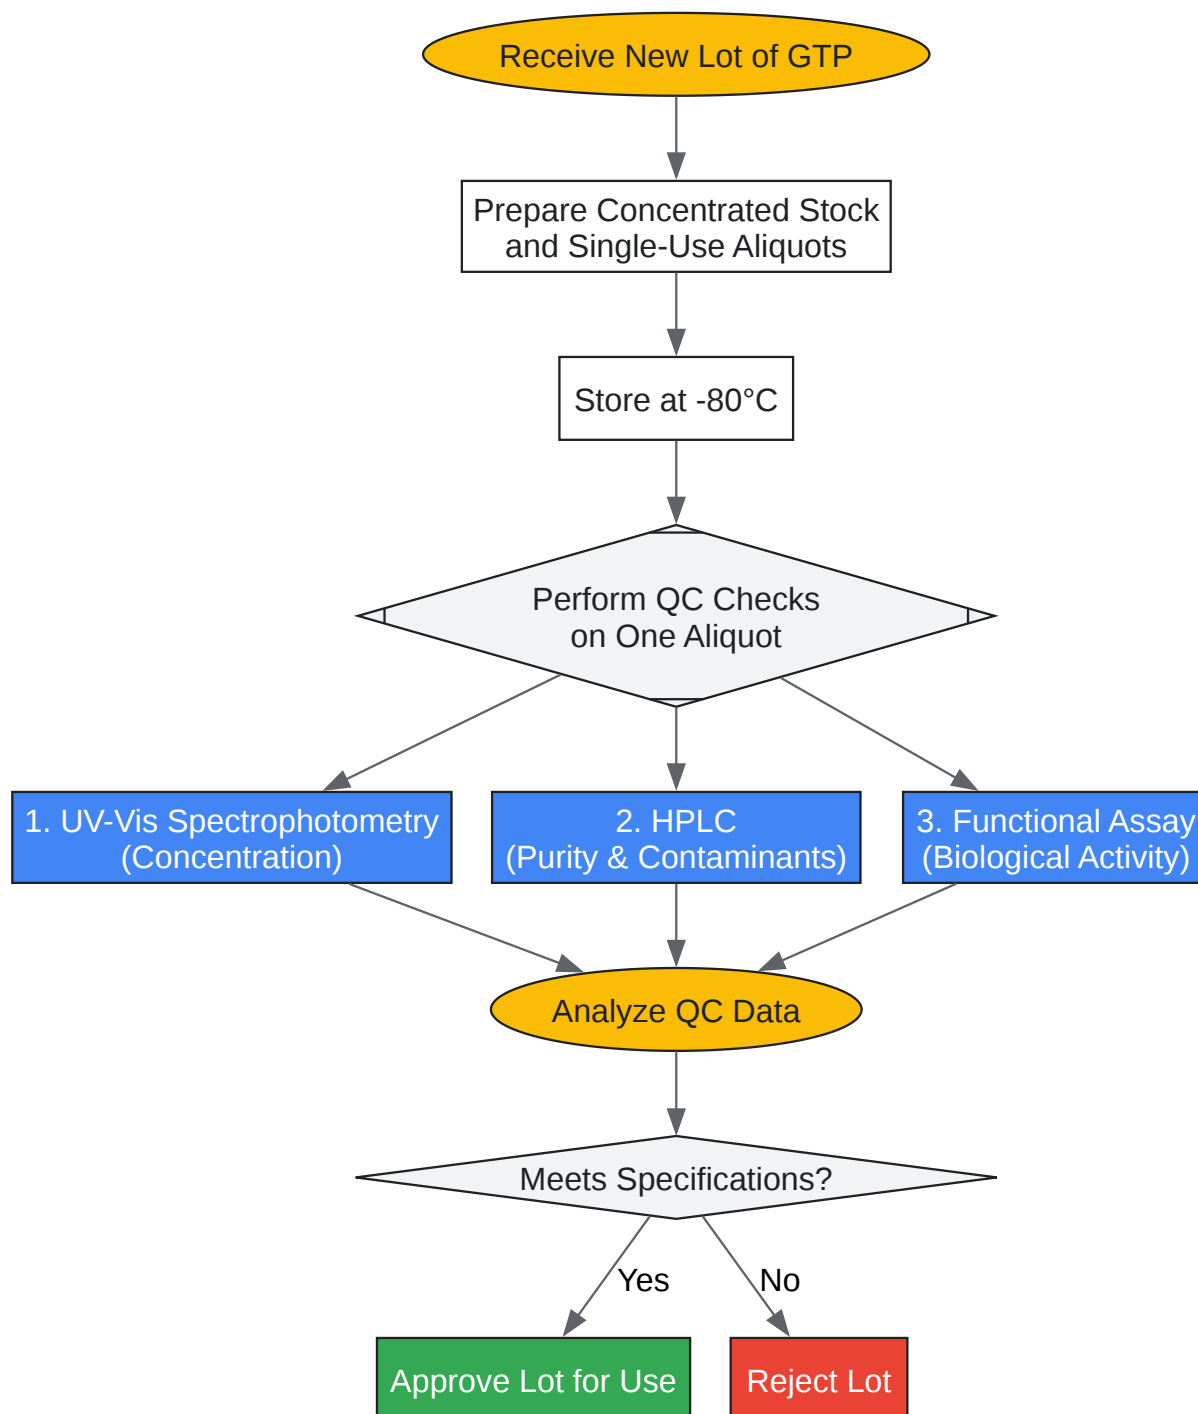 Receive New Lot of GTP
Prepare Concentrated Stock
and Single-Use Aliquots
Store at -80°C
Perform QC Checks
on One Aliquot
1. UV-Vis Spectrophotometry
(Concentration)
2. HPLC
(Purity & Contaminants)
3. Functional Assay
(Biological Activity)
Analyze QC Data
Meets Specifications?
Yes
No
Approve Lot for Use
Reject Lot